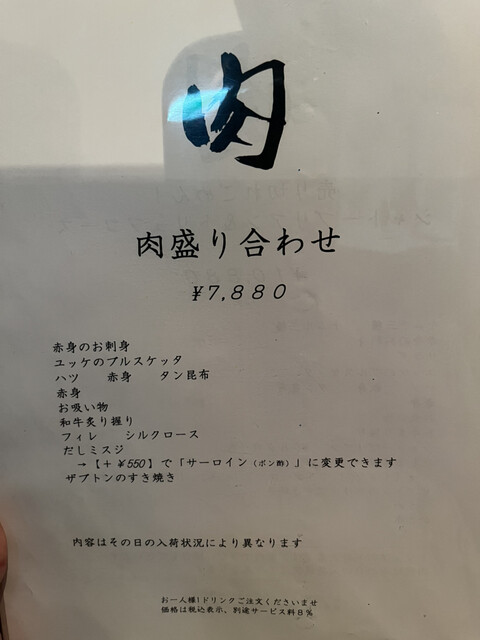 肉
肉盛り合わせ
¥7,880
赤身のお刺身
ユッケのブルスケッタ
ハツ　赤身　タン昆布
赤身
お吸い物
和牛炙り握り
フィレ　シルクロース
だしミスジ
→【＋￥550】で「サーロイン（ポン酢）」に変更できます
ザブトンのすき焼き
内容はその日の入荷状況により異なります
お一人様1ドリンクご注文くださいませ
価格は税込表示、別途サービス料8％